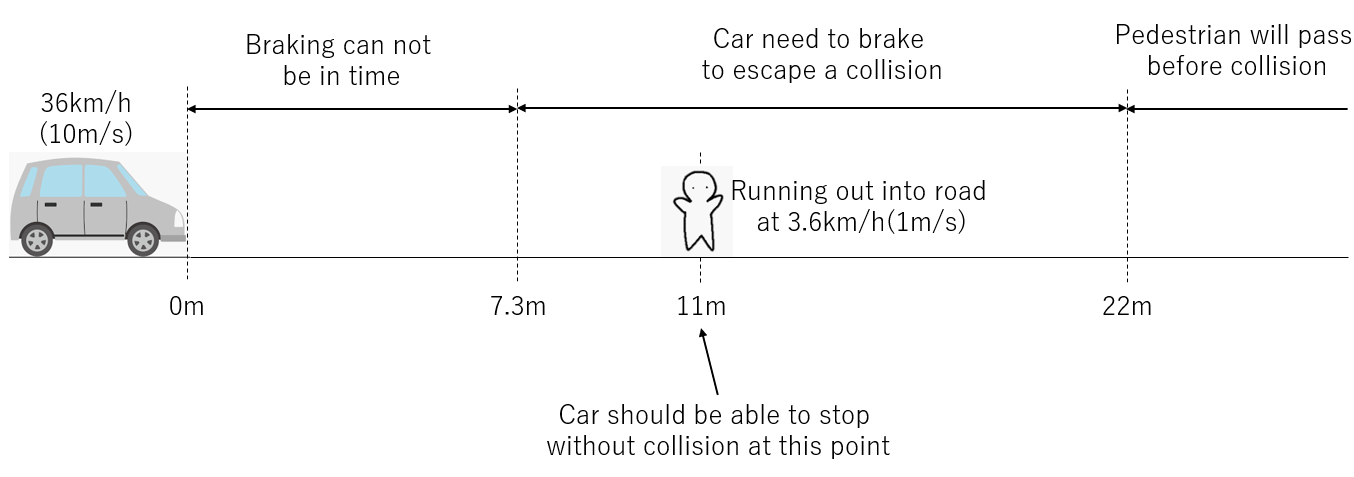 Braking can not
be in time
Car need to brake
to escape a collision
Pedestrian will pass
before collision
36km/h
(10m/s)
Running out into road
at 3.6km/h(1m/s)
0m
7.3m
11m
22m
Car should be able to stop
without collision at this point